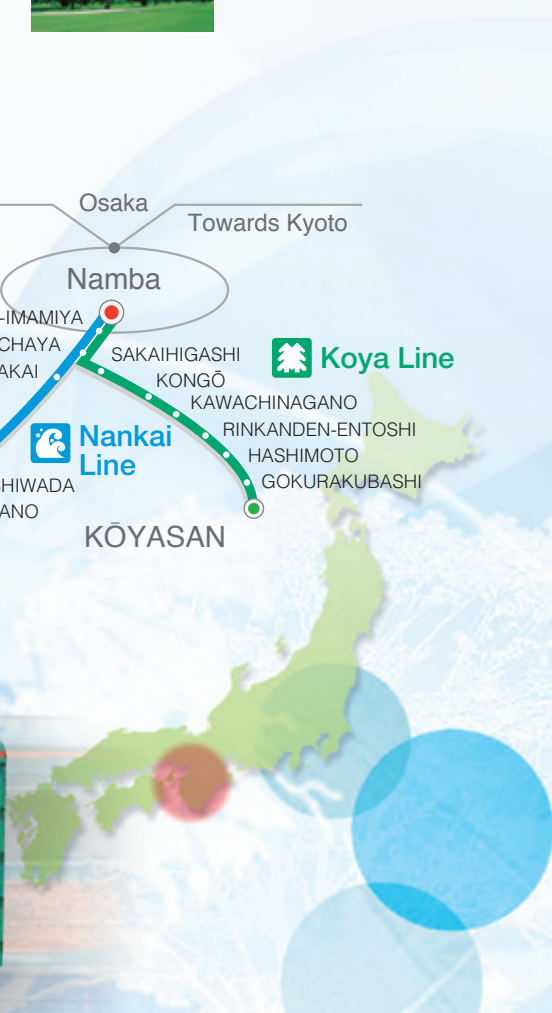 Osaka
Towards Kyoto
Namba
-IMAMIYA
CHAYA
AKAI
SAKAIHIGASHI
KONGŌ
KAWACHINAGANO
RINKANDEN-ENTOSHI
HASHIMOTO
GOKURAKUBASHI
Koya Line
Nankai
Line
SHIWADA
ANO
KŌYASAN